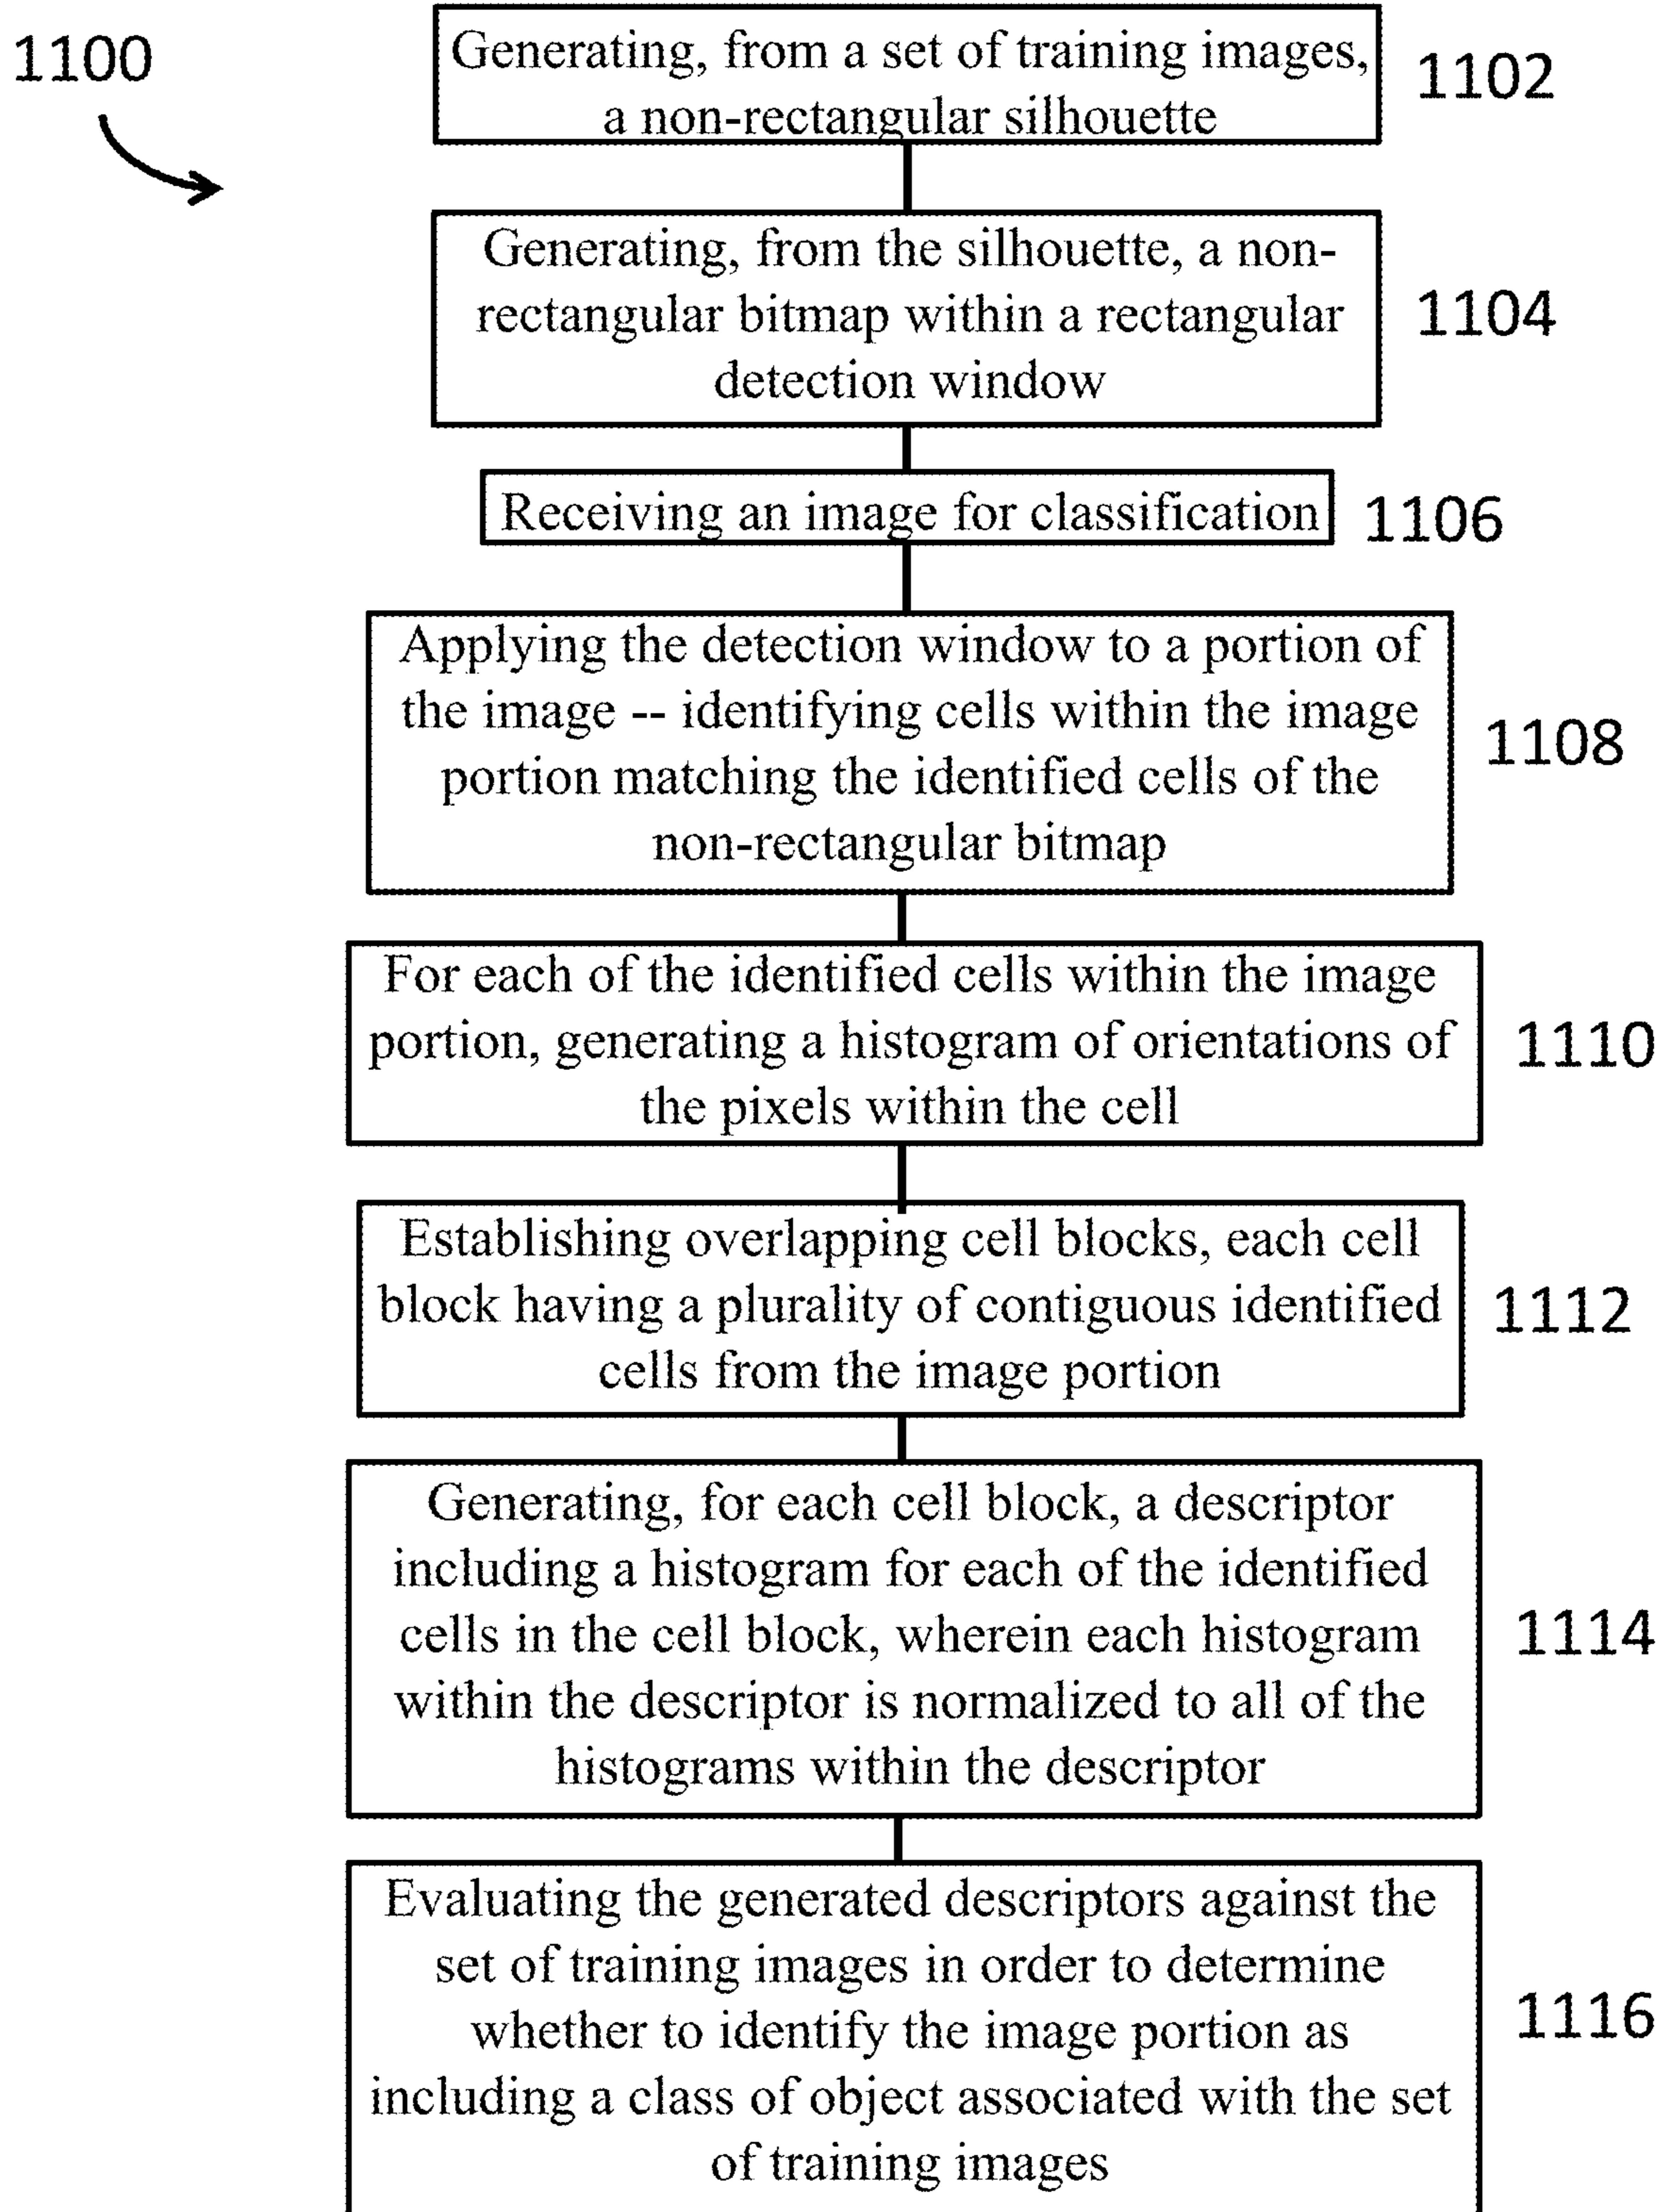 1100
Generating, from a set of training images,
a non-rectangular silhouette
1102
Generating, from the silhouette, a non-
rectangular bitmap within a rectangular
detection window
1104
Receiving an image for classification
1106
Applying the detection window to a portion of
the image -- identifying cells within the image
portion matching the identified cells of the
non-rectangular bitmap
1108
For each of the identified cells within the image
portion, generating a histogram of orientations of
the pixels within the cell
1110
Establishing overlapping cell blocks, each cell
block having a plurality of contiguous identified
cells from the image portion
1112
Generating, for each cell block, a descriptor
including a histogram for each of the identified
cells in the cell block, wherein each histogram
within the descriptor is normalized to all of the
histograms within the descriptor
1114
Evaluating the generated descriptors against the
set of training images in order to determine
whether to identify the image portion as
including a class of object associated with the set
of training images
1116